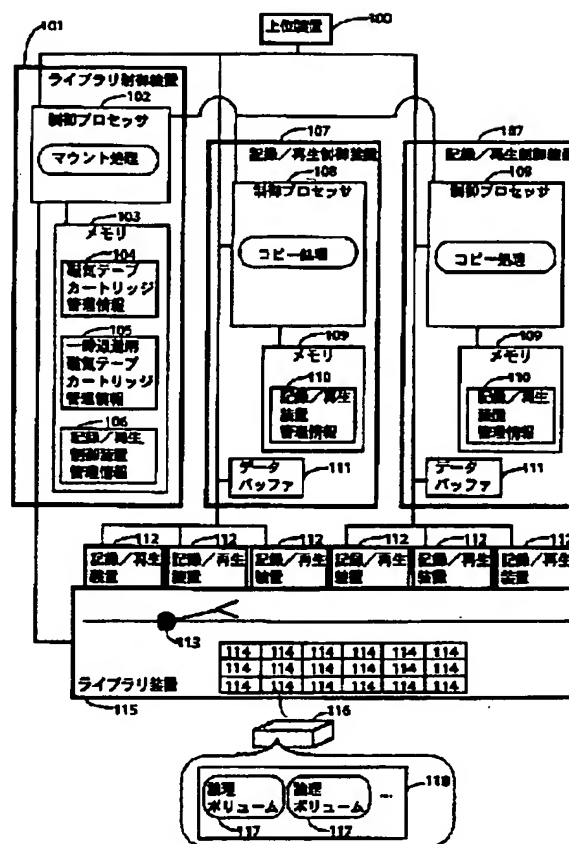 上位装置
100
101
ライブラリ制御装置
102
制御プロセッサ
マウント処理
103
メモリ
104
磁気テープ
カートリッジ
管理情報
105
一時退避用
磁気テープ
カートリッジ
管理情報
106
記録/再生
制御装置
管理情報
107
記録/再生制御装置
108
制御プロセッサ
コピー処理
109
メモリ
110
記録/再生
装置
管理情報
111
データ
バッファ
107
記録/再生制御装置
108
制御プロセッサ
コピー処理
109
メモリ
110
記録/再生
装置
管理情報
111
データ
バッファ
112 112 112 112 112 112
記録/再生 記録/再生 記録/再生 記録/再生 記録/再生 記録/再生
装置 装置 装置 装置 装置 装置
113
114 114 114 114 114 114
114 114 114 114 114 114
114 114 114 114 114 114
ライブラリ装置
115
116
118
論理
ボリューム
論理
ボリューム
...
117 117